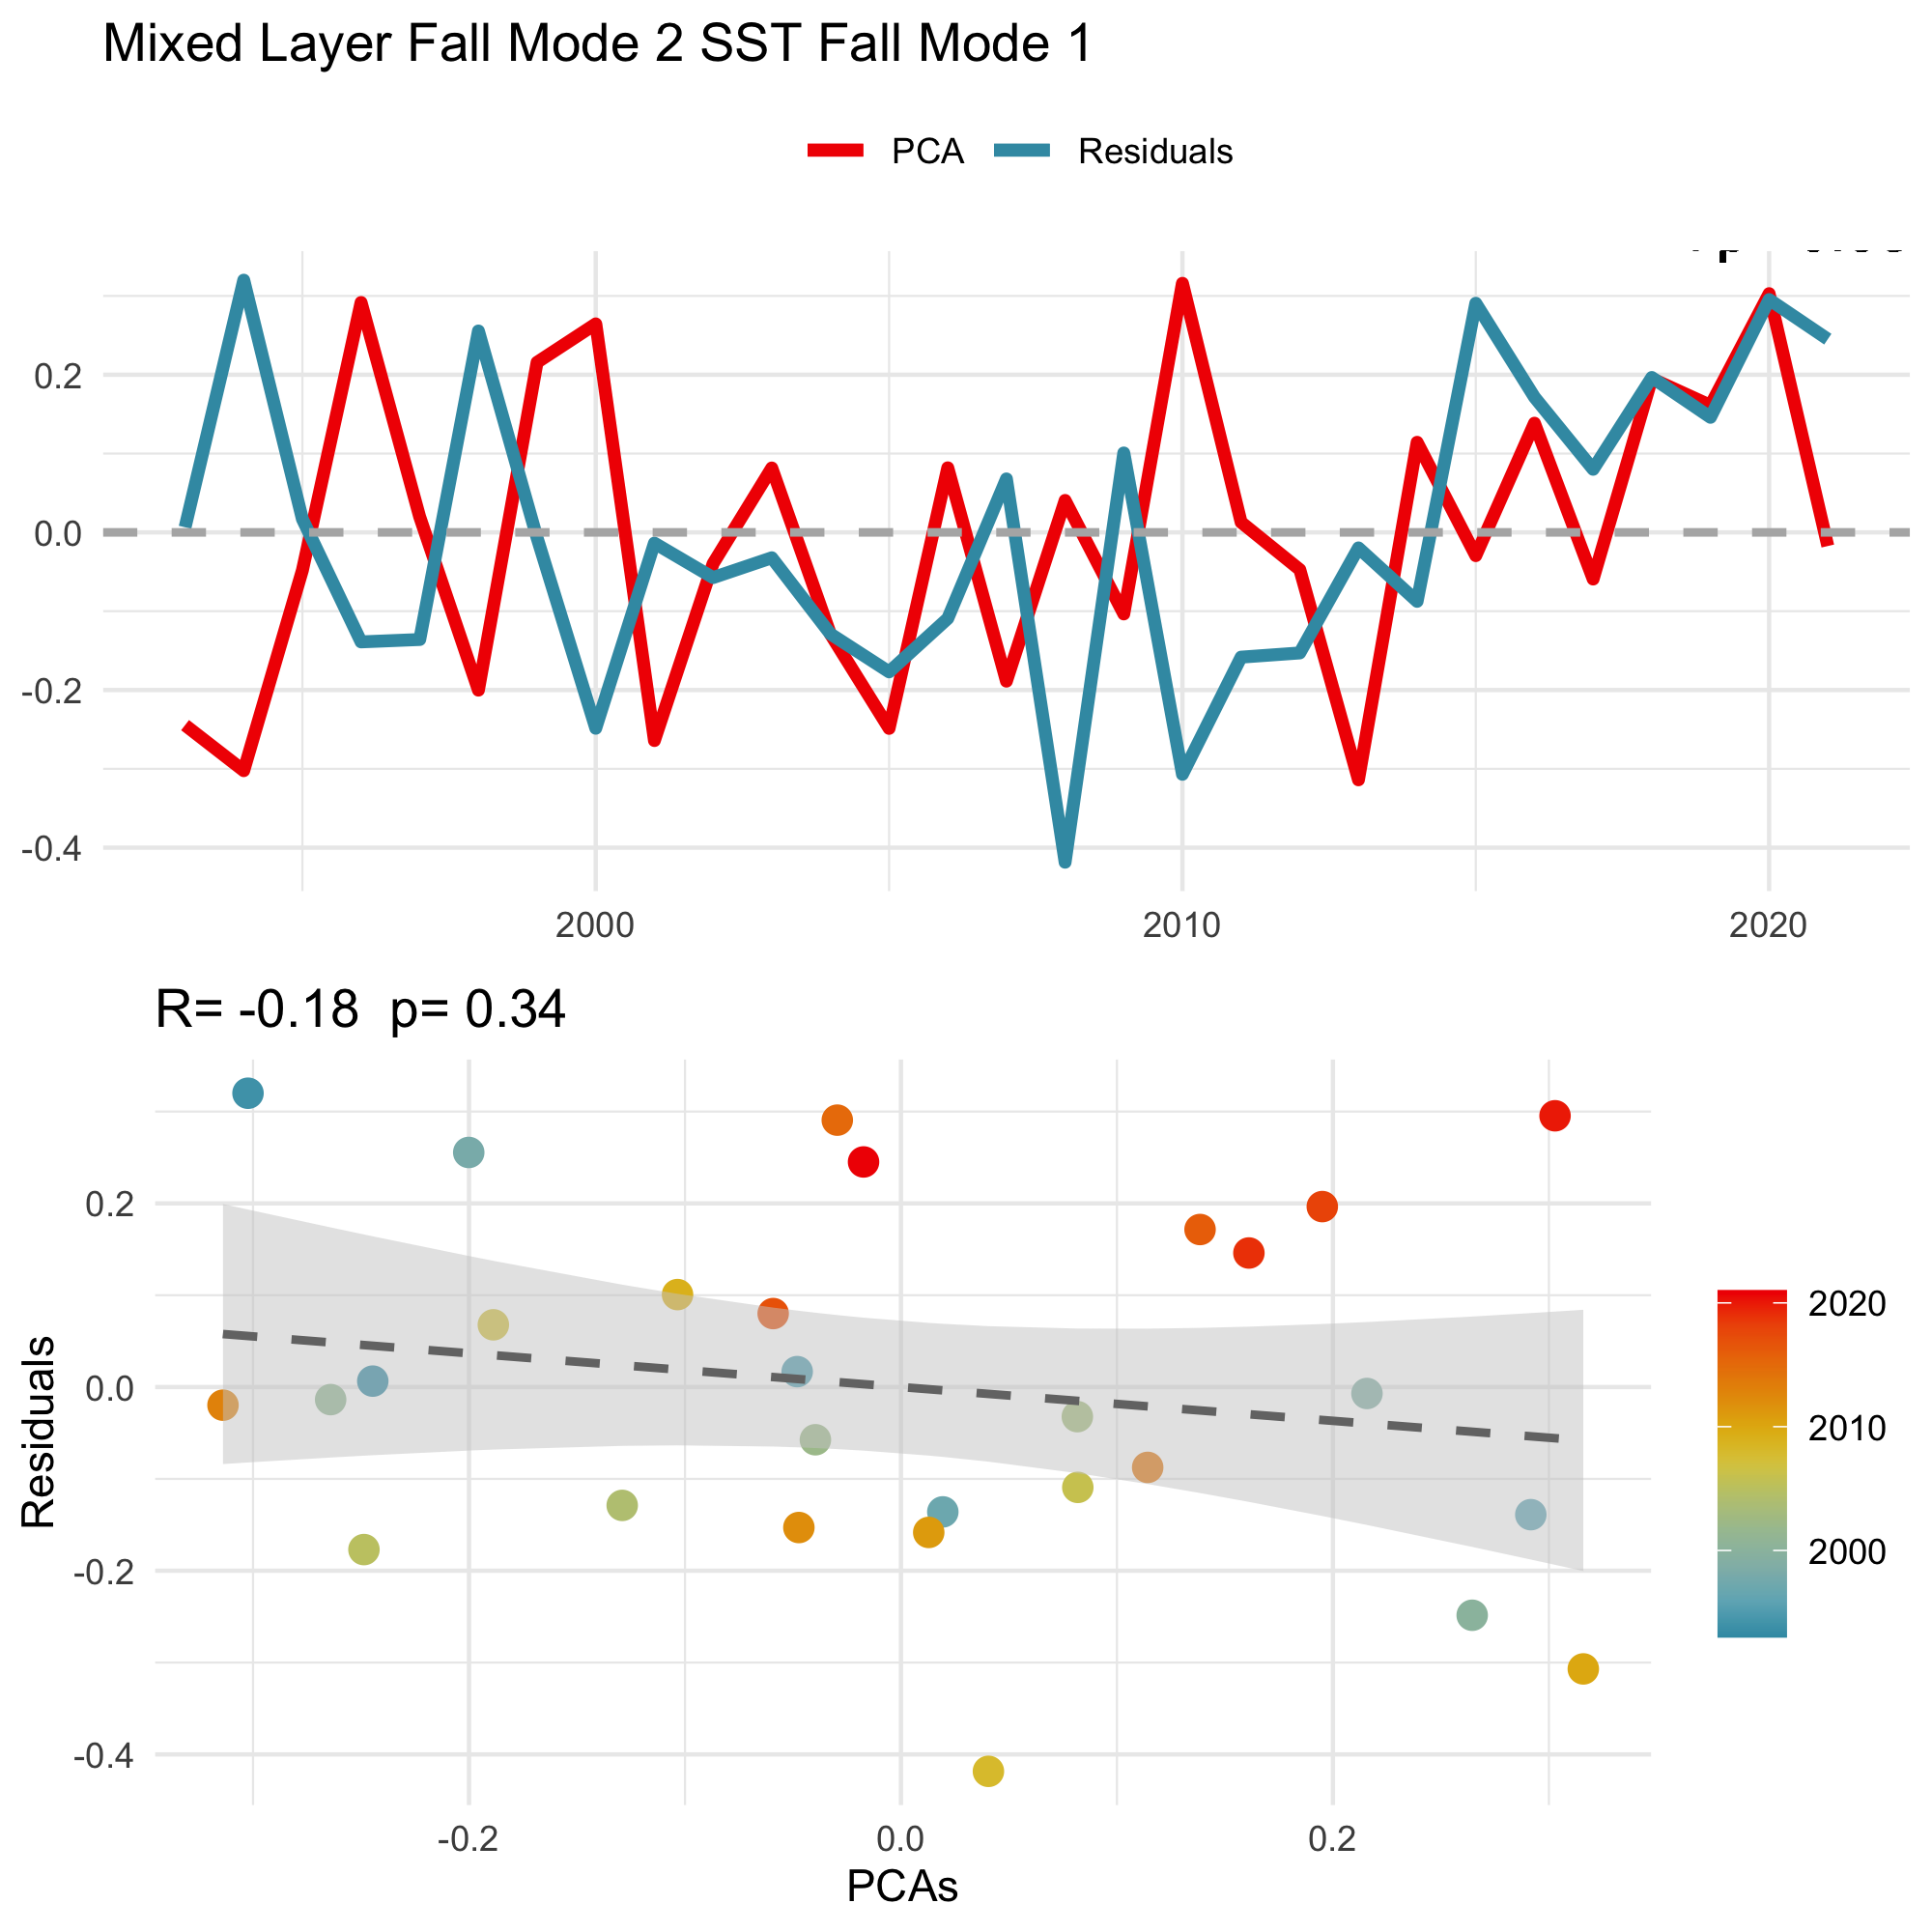 Mixed Layer Fall Mode 2 SST Fall Mode 1
PCA Residuals
0.2
0.0
-0.2
-0.4
2000 2010 2020
R= -0.18 p= 0.34
Residuals
0.2
0.0
-0.2
-0.4
-0.2 0.0 0.2
PCAs
2020
2010
2000